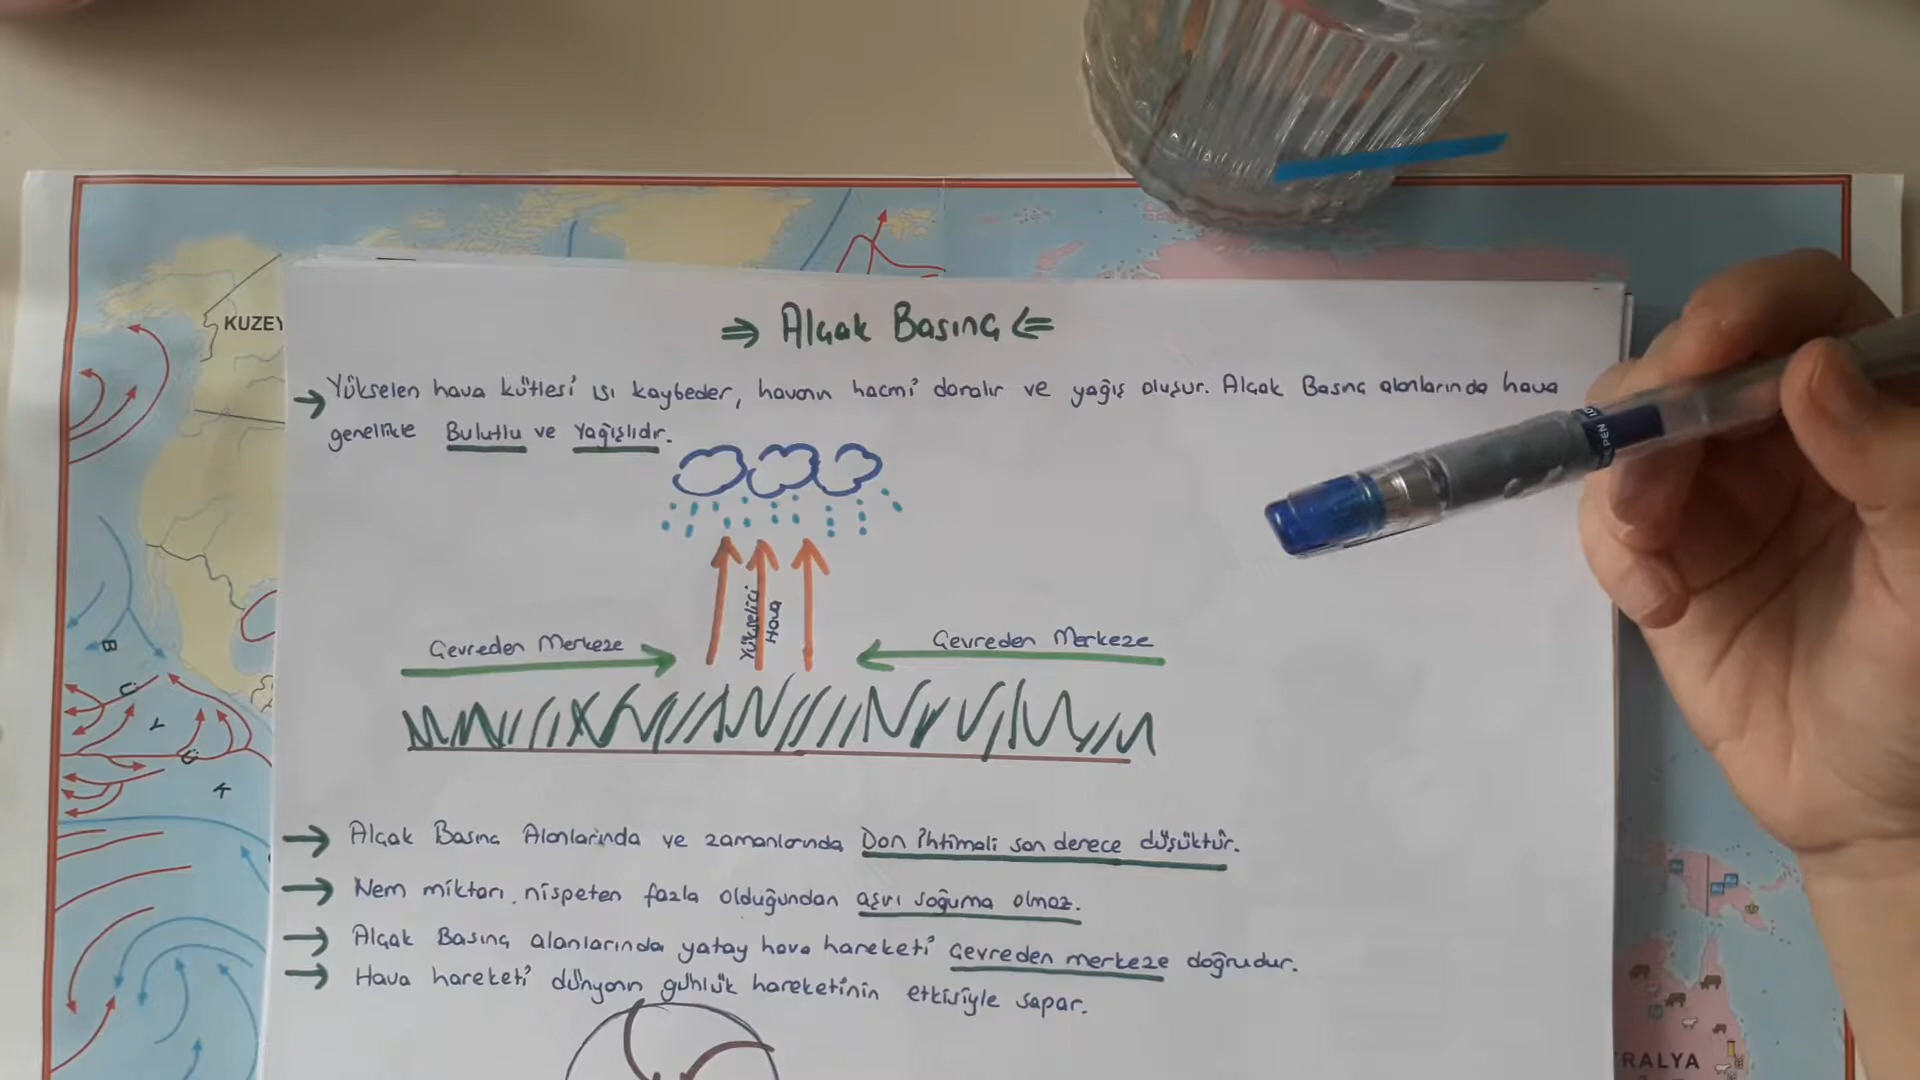 KUZEY
⇒ Alçak Basınç ⇐
→ Yükselen hava kütlesi ısı kaybeder, havanın hacmi daralır ve yağış oluşur. Alçak Basınç alanlarında hava
genellikle Bulutlu ve Yağışlıdır.
Yükselici
Hava
Çevreden Merkeze
Çevreden Merkeze
→ Alçak Basınç Alanlarında ve zamanlarında Don ihtimali son derece düşüktür.
→ Nem miktarı nispeten fazla olduğundan aşırı soğuma olmaz.
→ Alçak Basınç alanlarında yatay hava hareketi çevreden merkeze doğrudur.
→ Hava hareketi dünyanın günlük hareketinin etkisiyle sapar.
B
Ü
Y
Ü
K
RALYA
PEN